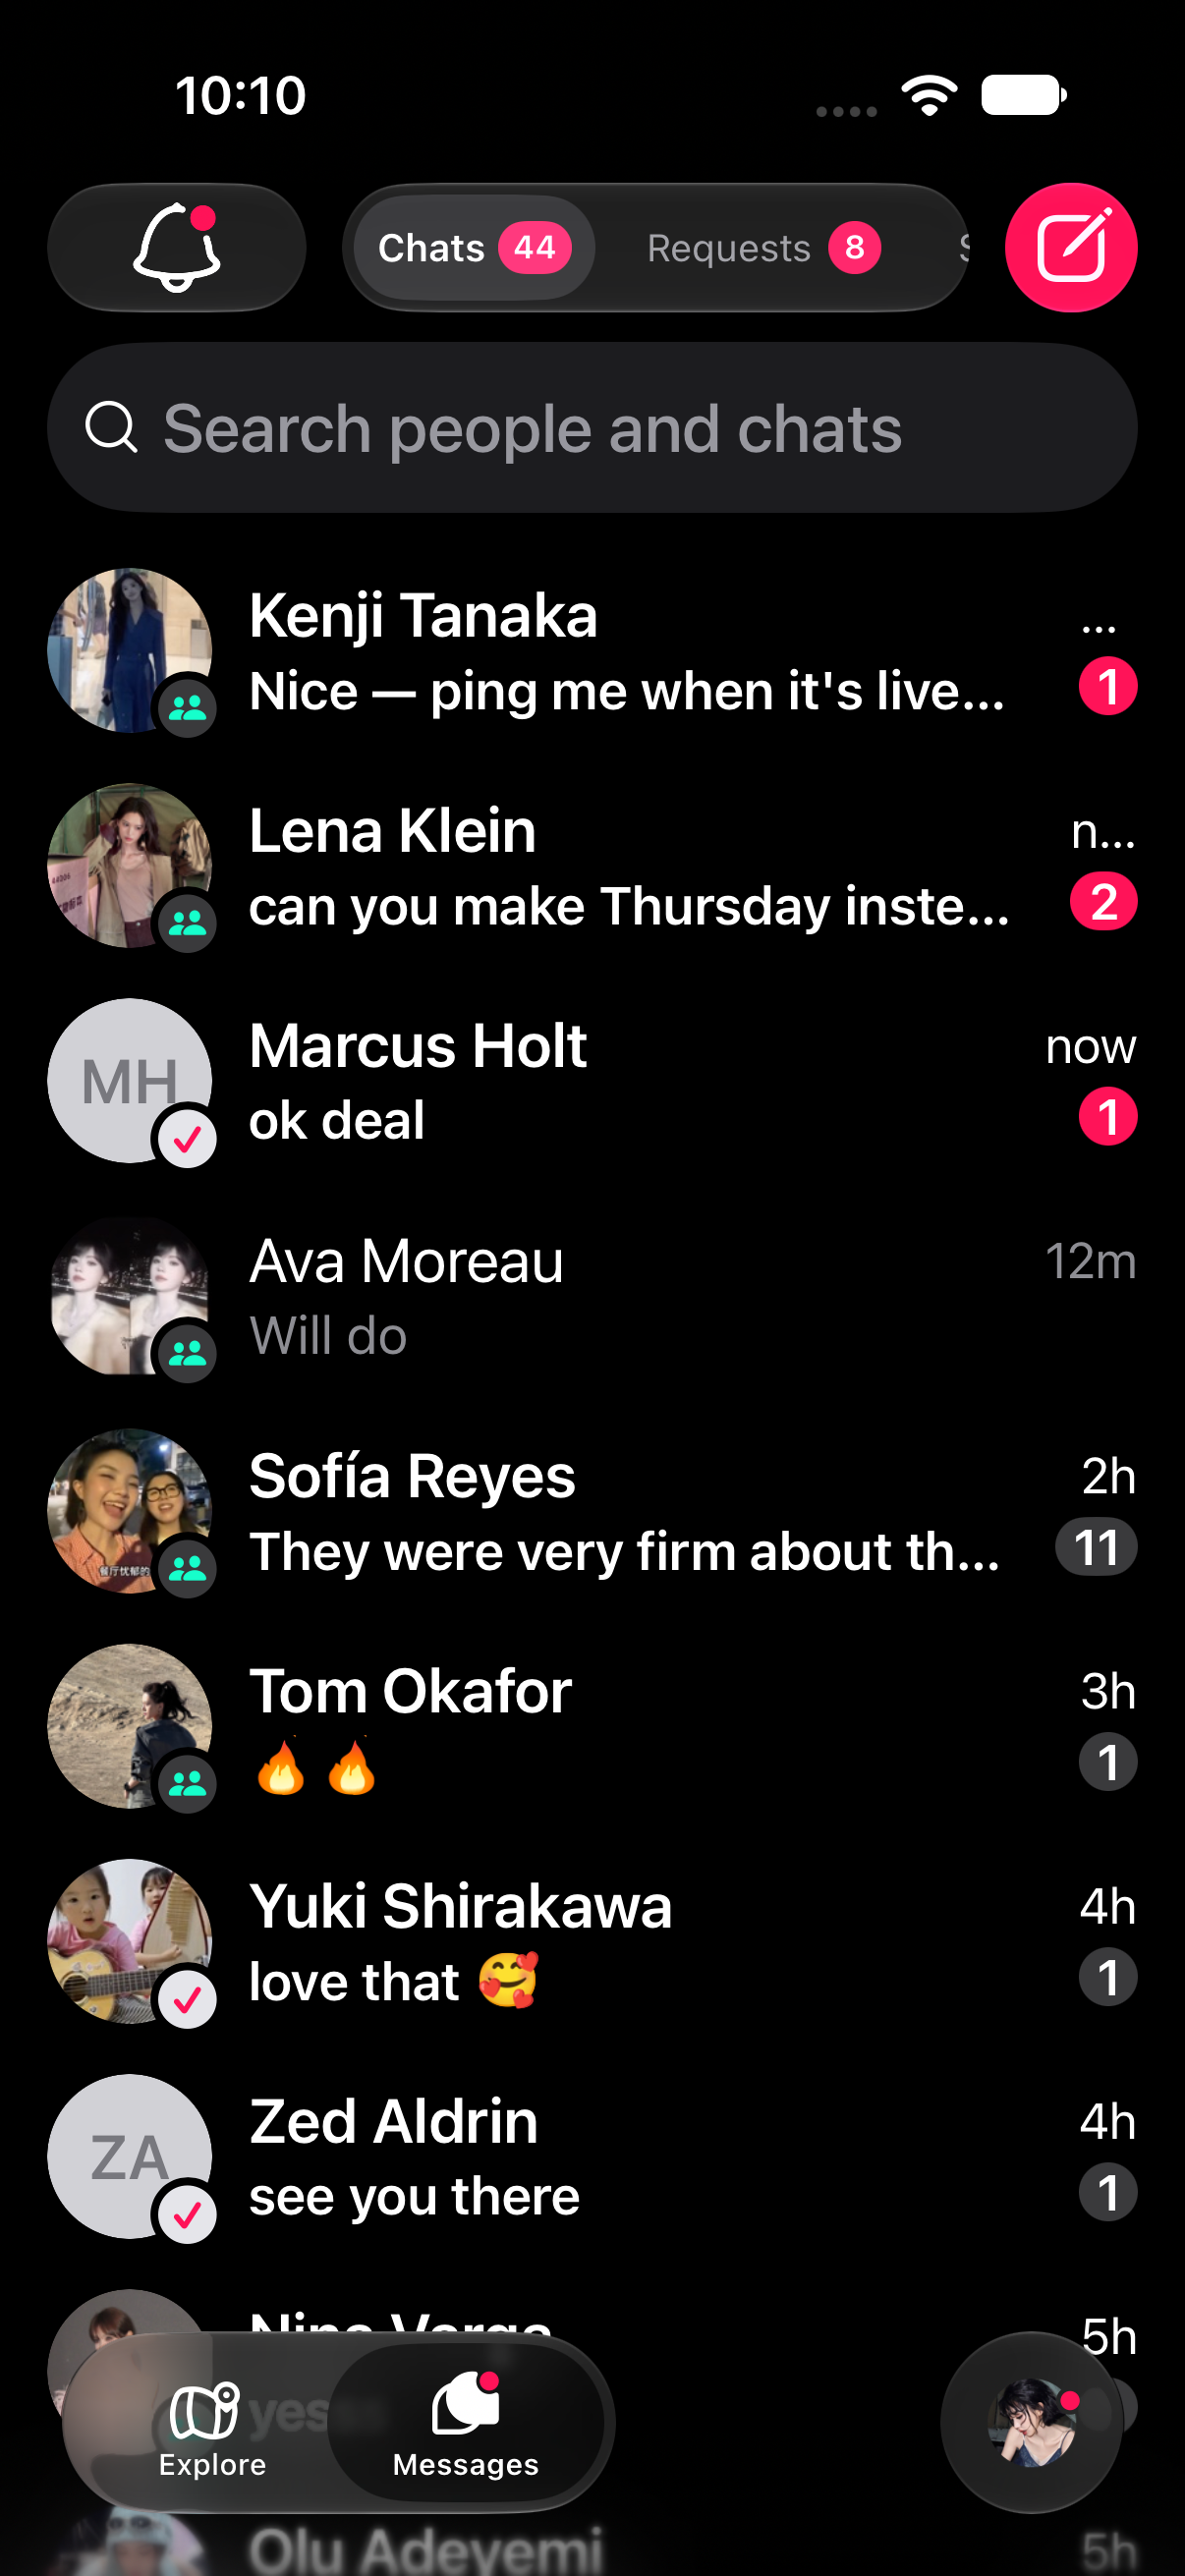 10:10
Chats 44 Requests 8
Search people and chats
Kenji Tanaka ...
Nice — ping me when it's live... 1
Lena Klein n...
can you make Thursday inste... 2
MH
Marcus Holt now
ok deal 1
Ava Moreau 12m
Will do
Sofía Reyes 2h
They were very firm about th... 11
Tom Okafor 3h
🔥 🔥 1
Yuki Shirakawa 4h
love that 🥰 1
ZA
Zed Aldrin 4h
see you there 1
5h
Explore Messages
Olu Adeyemi 5h